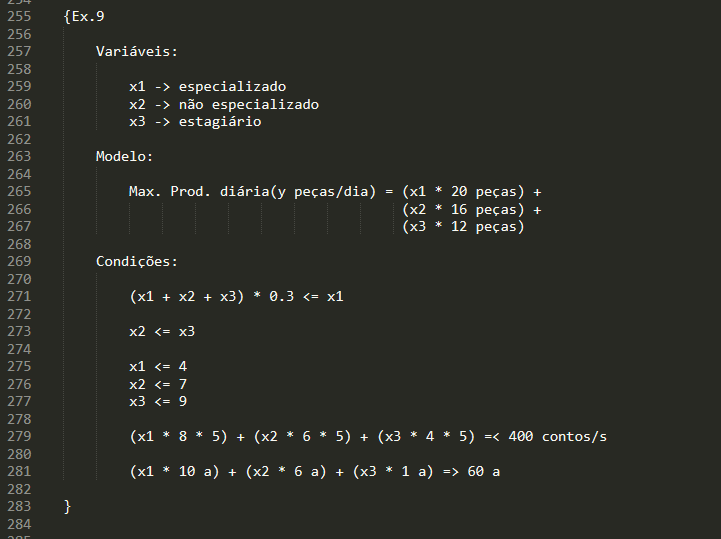 254
255 {Ex.9
256
257 Variáveis:
258
259 x1 -> especializado
260 x2 -> não especializado
261 x3 -> estagiário
262
263 Modelo:
264
265 Max. Prod. diária(y peças/dia) = (x1 * 20 peças) +
266 (x2 * 16 peças) +
267 (x3 * 12 peças)
268
269 Condições:
270
271 (x1 + x2 + x3) * 0.3 <= x1
272
273 x2 <= x3
274
275 x1 <= 4
276 x2 <= 7
277 x3 <= 9
278
279 (x1 * 8 * 5) + (x2 * 6 * 5) + (x3 * 4 * 5) =< 400 contos/s
280
281 (x1 * 10 a) + (x2 * 6 a) + (x3 * 1 a) => 60 a
282
283 }
284